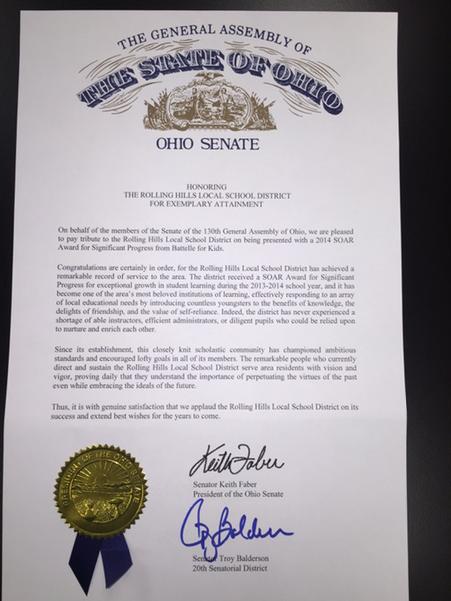 THE GENERAL ASSEMBLY OF
THE STATE OF OHIO
OHIO SENATE
HONORING
THE ROLLING HILLS LOCAL SCHOOL DISTRICT
FOR EXEMPLARY ATTAINMENT
On behalf of the members of the Senate of the 130th General Assembly of Ohio, we are pleased
to pay tribute to the Rolling Hills Local School District on being presented with a 2014 SOAR
Award for Significant Progress from Battelle for Kids.
Congratulations are certainly in order, for the Rolling Hills Local School District has achieved a
remarkable record of service to the area. The district received a SOAR Award for Significant
Progress for exceptional growth in student learning during the 2013-2014 school year, and it has
become one of the area's most beloved institutions of learning, effectively responding to an array
of local educational needs by introducing countless youngsters to the benefits of knowledge, the
delights of friendship, and the value of self-reliance. Indeed, the district has never experienced a
shortage of able instructors, efficient administrators, or diligent pupils who could be relied upon
to nurture and enrich each other.
Since its establishment, this closely knit scholastic community has championed ambitious
standards and encouraged lofty goals in all of its members. The remarkable people who currently
direct and sustain the Rolling Hills Local School District serve area residents with vision and
vigor, proving daily that they understand the importance of perpetuating the virtues of the past
even while embracing the ideals of the future.
Thus, it is with genuine satisfaction that we applaud the Rolling Hills Local School District on its
success and extend best wishes for the years to come.
Keith Faber
Senator Keith Faber
President of the Ohio Senate
PRESIDENT OF THE OHIO SENATE
Troy Balderson
Senator Troy Balderson
20th Senatorial District